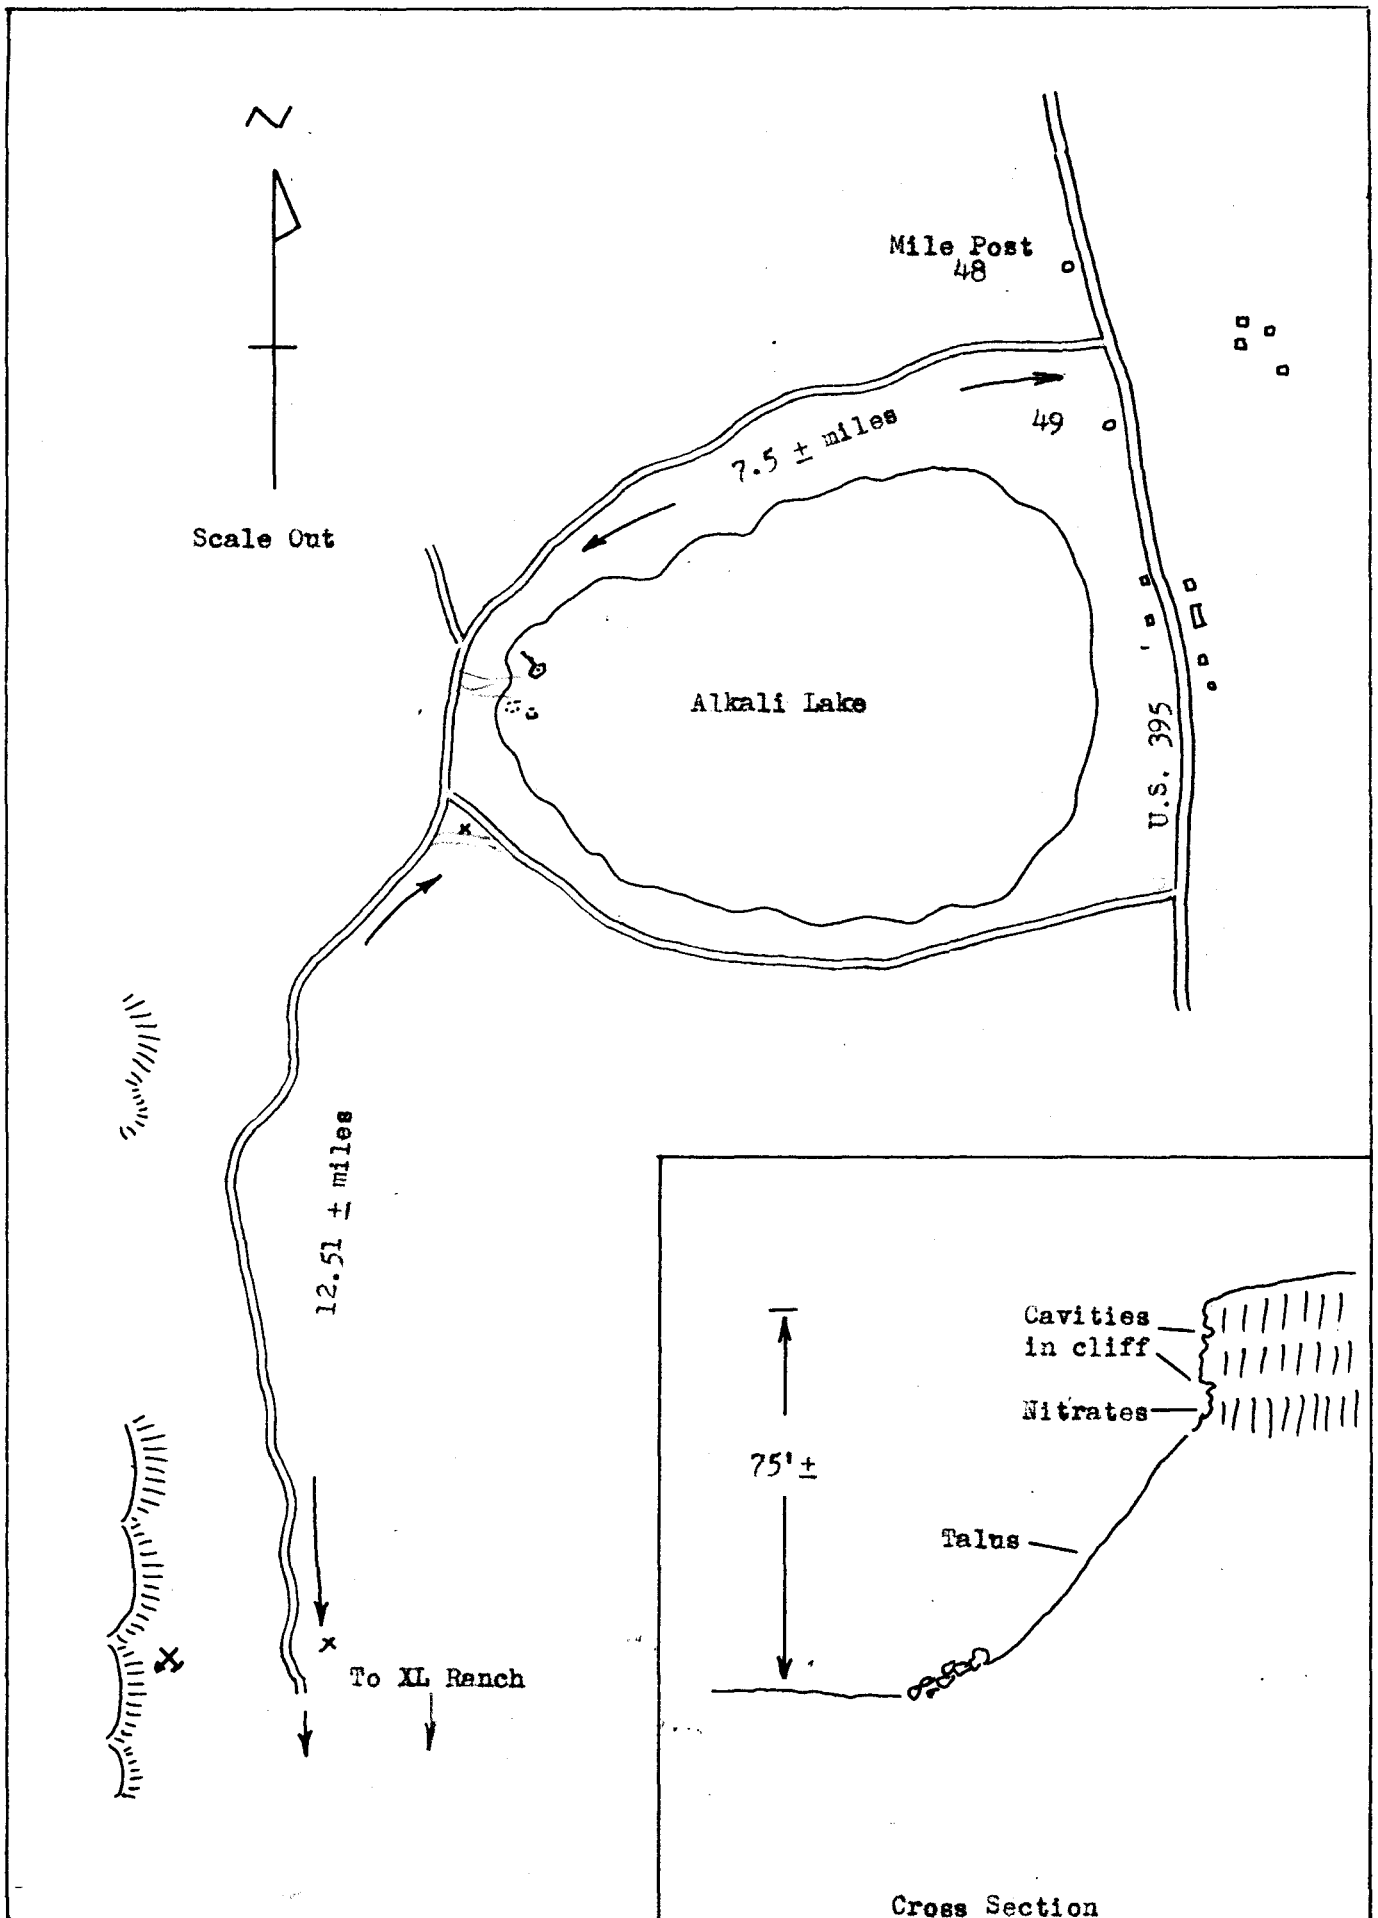 N
Mile Post
48
49
7.5 ± miles
Scale Out
Alkali Lake
U.S. 395
12.51 ± miles
To XL Ranch
Cavities
in cliff
Nitrates
75' ±
Talus
Cross Section